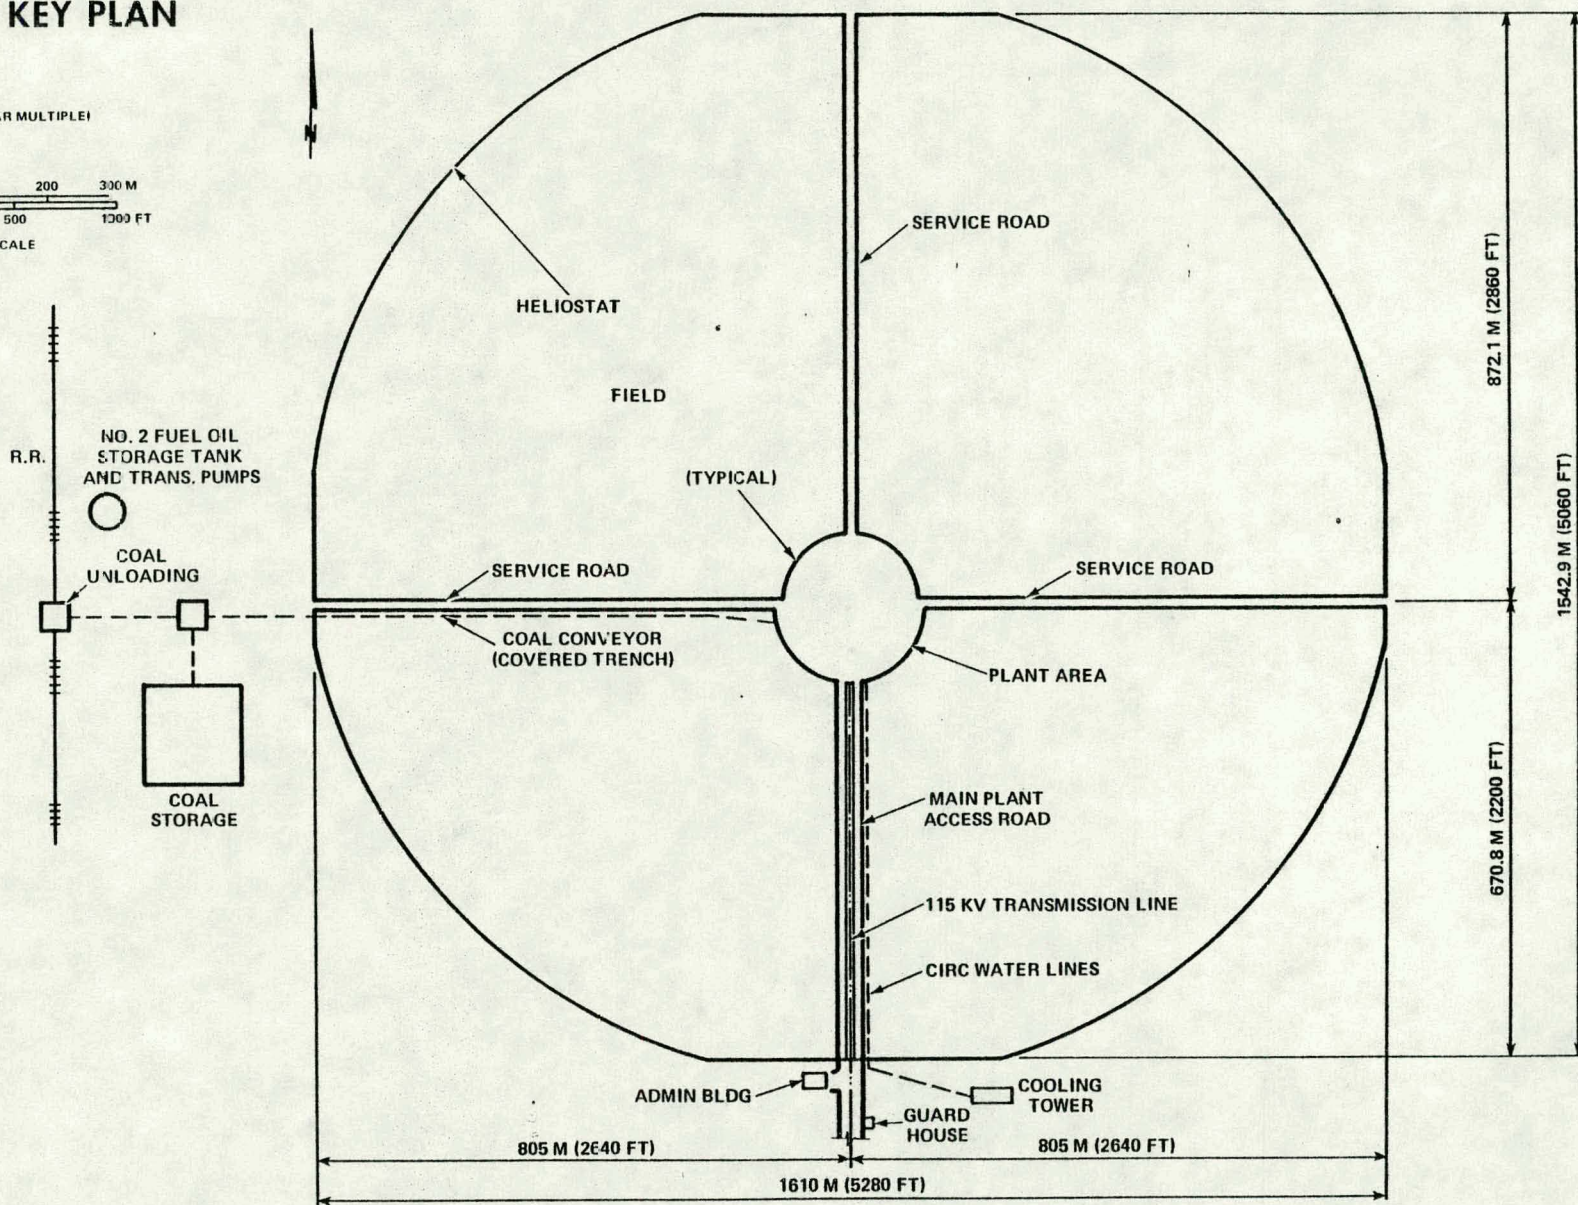 KEY PLAN
N
200 300 M
500 1000 FT
R.R.
NO. 2 FUEL OIL
STORAGE TANK
AND TRANS. PUMPS
COAL
UNLOADING
COAL
STORAGE
HELIOSTAT
FIELD
(TYPICAL)
SERVICE ROAD
SERVICE ROAD
SERVICE ROAD
COAL CONVEYOR
(COVERED TRENCH)
PLANT AREA
MAIN PLANT
ACCESS ROAD
115 KV TRANSMISSION LINE
CIRC WATER LINES
ADMIN BLDG
COOLING
TOWER
GUARD
HOUSE
805 M (2640 FT)
805 M (2640 FT)
1610 M (5280 FT)
872.1 M (2860 FT)
670.8 M (2200 FT)
1542.9 M (5060 FT)